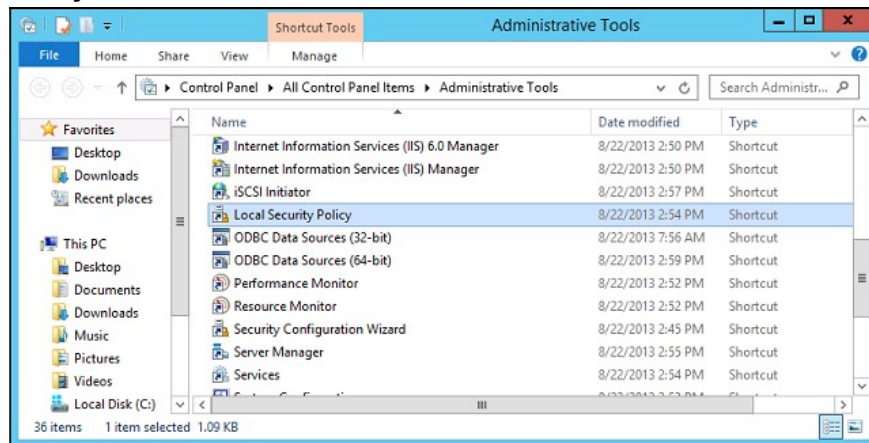 Shortcut Tools
Administrative Tools
File Home Share View Manage
Control Panel All Control Panel Items Administrative Tools Search Administr...
Name Date modified Type
Favorites
Desktop
Downloads
Recent places
This PC
Desktop
Documents
Downloads
Music
Pictures
Videos
Local Disk (C:)
Internet Information Services (IIS) 6.0 Manager 8/22/2013 2:50 PM Shortcut
Internet Information Services (IIS) Manager 8/22/2013 2:50 PM Shortcut
iSCSI Initiator 8/22/2013 2:57 PM Shortcut
Local Security Policy 8/22/2013 2:54 PM Shortcut
ODBC Data Sources (32-bit) 8/22/2013 7:56 AM Shortcut
ODBC Data Sources (64-bit) 8/22/2013 2:59 PM Shortcut
Performance Monitor 8/22/2013 2:52 PM Shortcut
Resource Monitor 8/22/2013 2:52 PM Shortcut
Security Configuration Wizard 8/22/2013 2:45 PM Shortcut
Server Manager 8/22/2013 2:55 PM Shortcut
Services 8/22/2013 2:54 PM Shortcut
36 items 1 item selected 1.09 KB